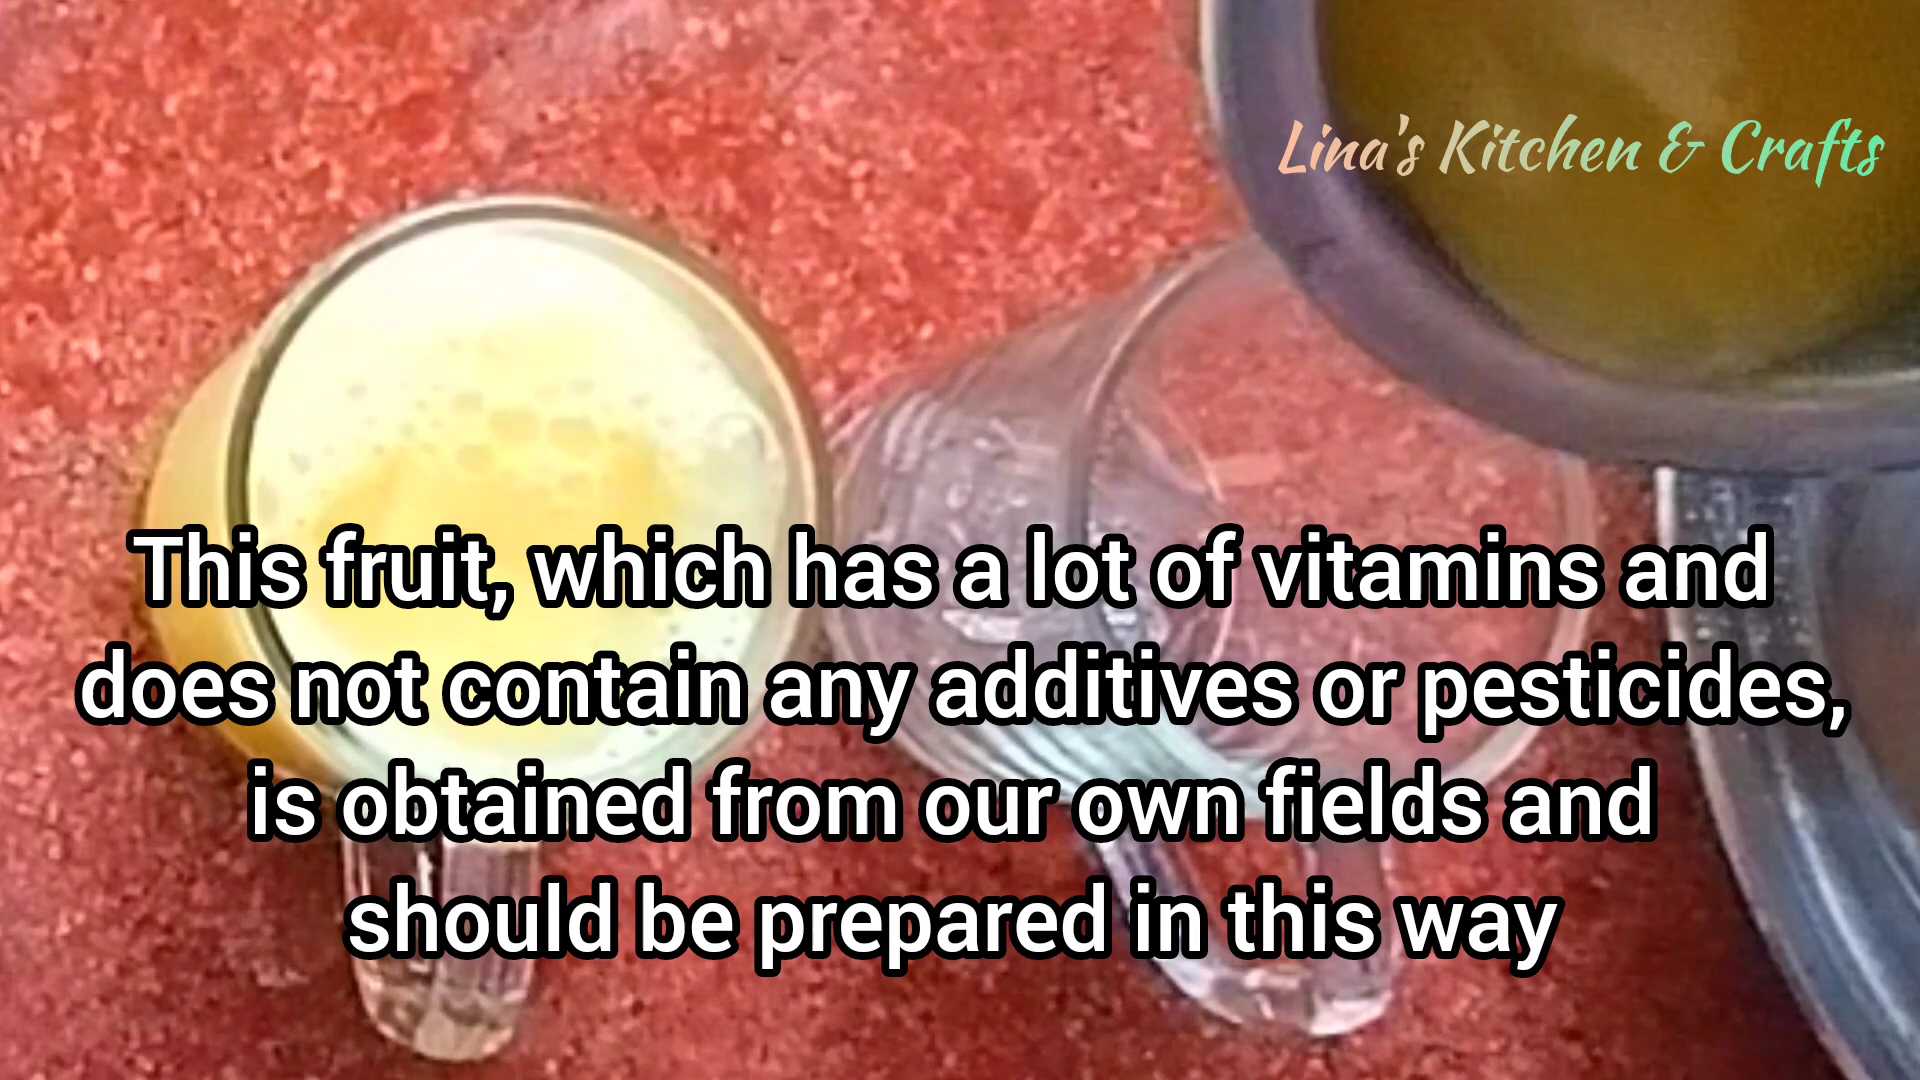 Lina's Kitchen & Crafts
This fruit, which has a lot of vitamins and
does not contain any additives or pesticides,
is obtained from our own fields and
should be prepared in this way